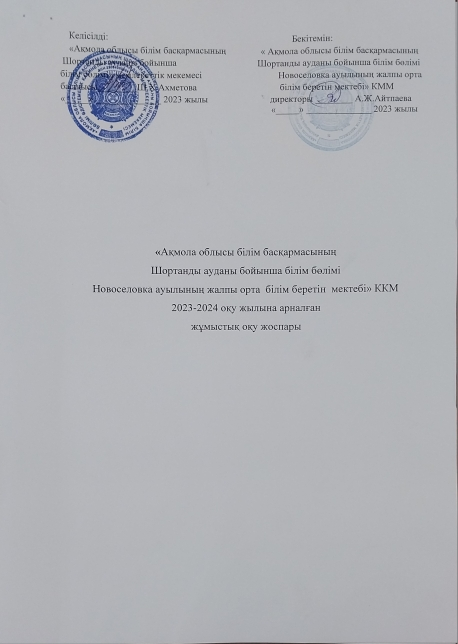 Келісілді:
«Ақмола облысы білім басқармасының
Шортанды ауданы бойынша
білім бөлімі» мемлекеттік мекемесі
басшысы Ш.Х.Ахметова
« 2023 жылы
Бекітемін:
« Ақмола облысы білім басқармасының
Шортанды ауданы бойынша білім бөлімі
Новоселовка ауылының жалпы орта
білім беретін мектебі» КММ
директоры А.Ж.Айтпаева
« » 2023 жылы
«Ақмола облысы білім басқармасының
Шортанды ауданы бойынша білім бөлімі
Новоселовка ауылының жалпы орта білім беретін мектебі» ККМ
2023-2024 оқу жылына арналған
жұмыстық оқу жоспары